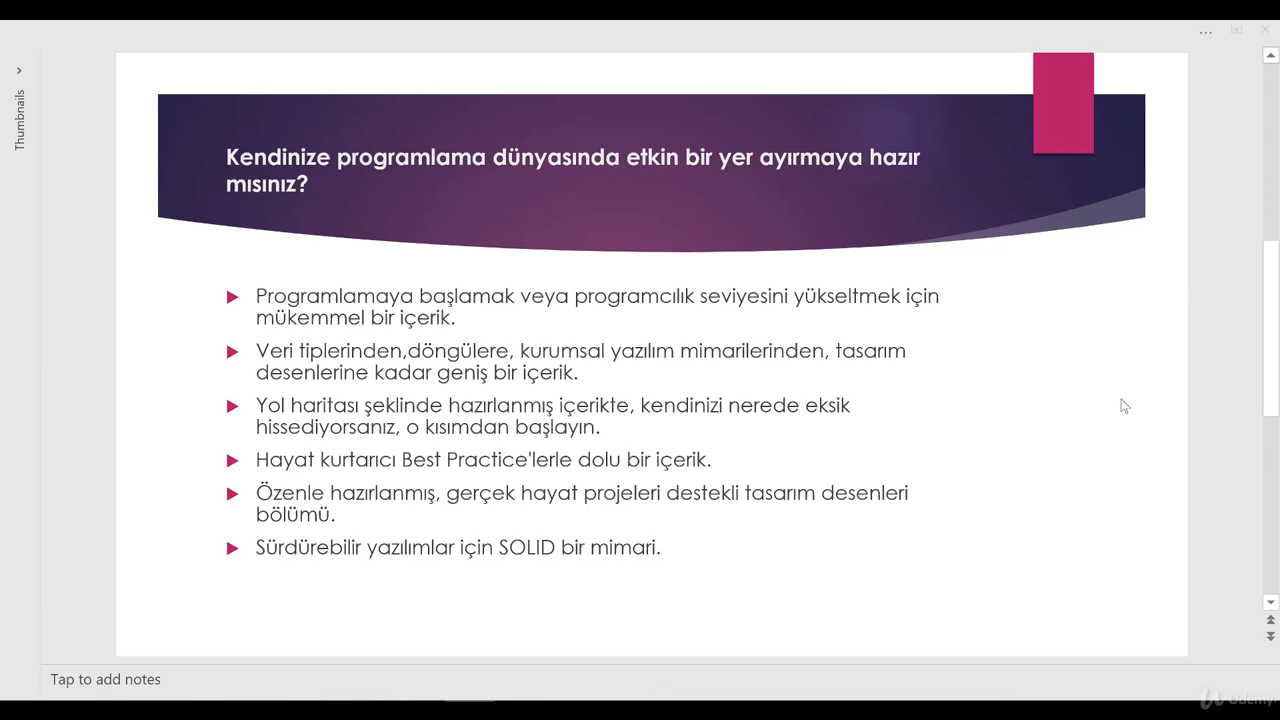 Thumbnails
Kendinize programlama dünyasında etkin bir yer ayırmaya hazır
mısınız?
Programlamaya başlamak veya programcılık seviyesini yükseltmek için
mükemmel bir içerik.
Veri tiplerinden,döngülere, kurumsal yazılım mimarilerinden, tasarım
desenlerine kadar geniş bir içerik.
Yol haritası şeklinde hazırlanmış içerikte, kendinizi nerede eksik
hissediyorsanız, o kısımdan başlayın.
Hayat kurtarıcı Best Practice'lerle dolu bir içerik.
Özenle hazırlanmış, gerçek hayat projeleri destekli tasarım desenleri
bölümü.
Sürdürebilir yazılımlar için SOLID bir mimari.
Tap to add notes
Udemy